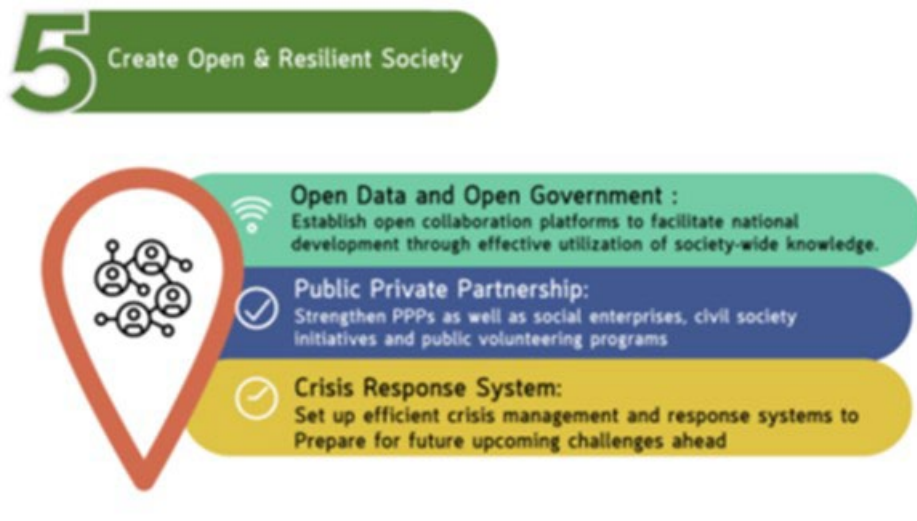 5
Create Open & Resilient Society
Open Data and Open Government :
Establish open collaboration platforms to facilitate national
development through effective utilization of society-wide knowledge.
Public Private Partnership:
Strengthen PPPs as well as social enterprises, civil society
initiatives and public volunteering programs
Crisis Response System:
Set up efficient crisis management and response systems to
Prepare for future upcoming challenges ahead